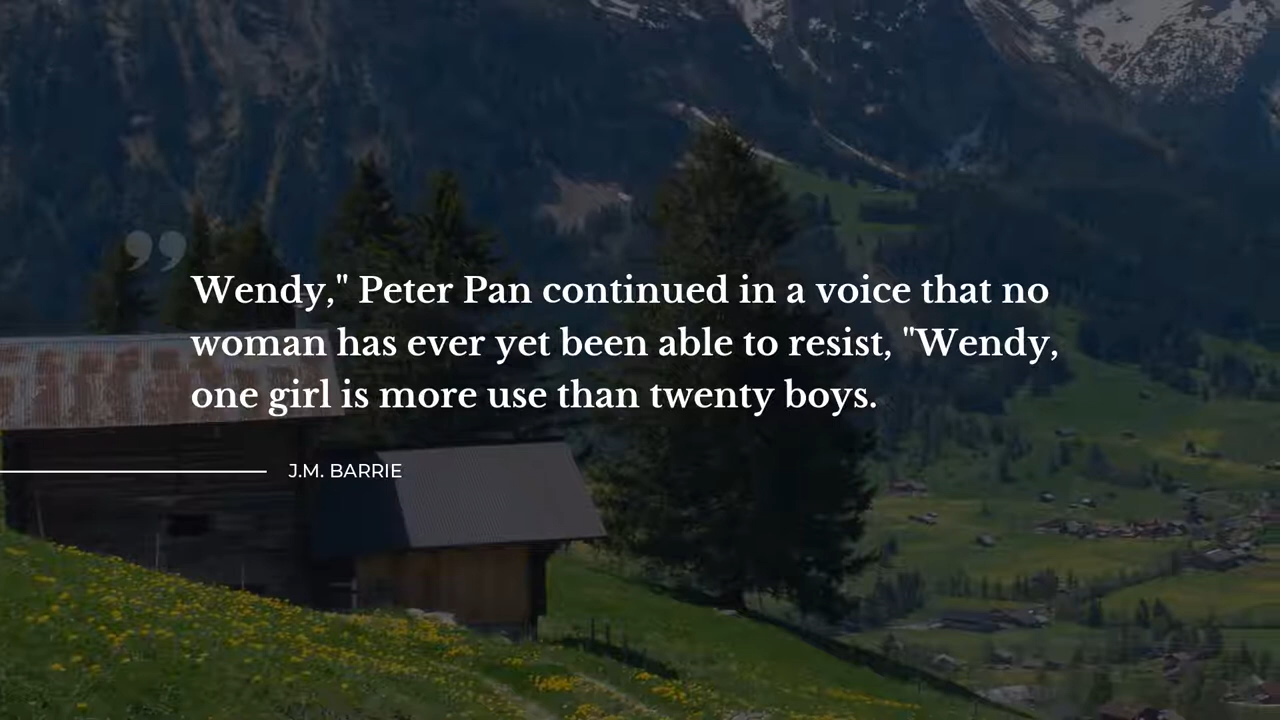 Wendy," Peter Pan continued in a voice that no
woman has ever yet been able to resist, "Wendy,
one girl is more use than twenty boys.
J.M. BARRIE